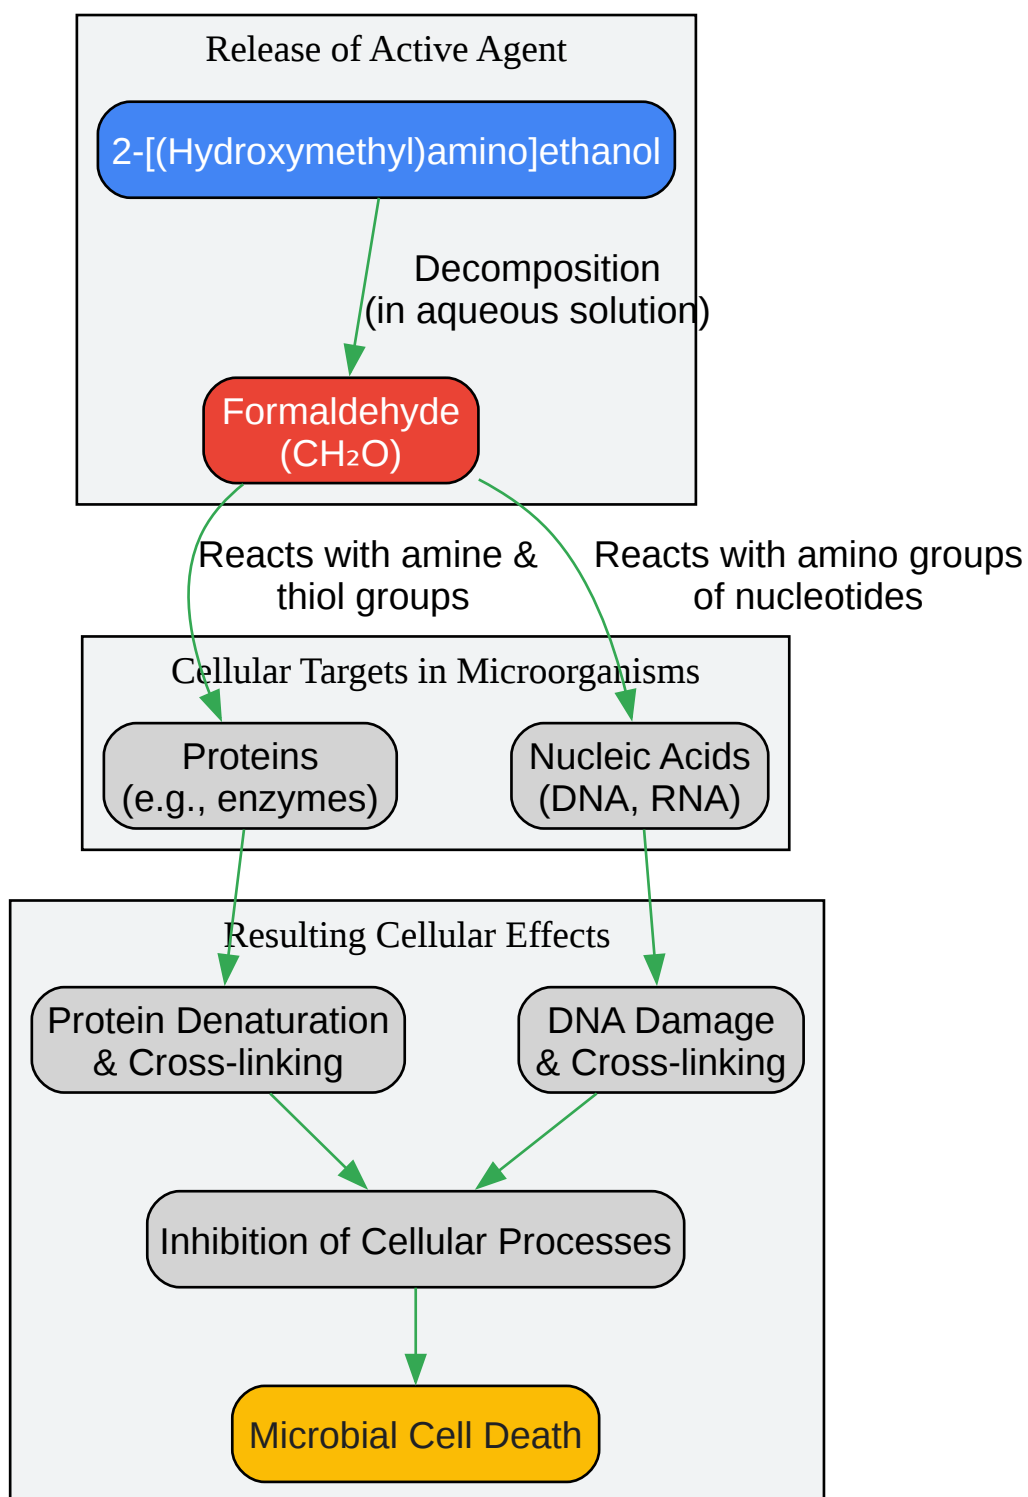 Release of Active Agent
2-[(Hydroxymethyl)amino]ethanol
Decomposition
(in aqueous solution)
Formaldehyde
(CH₂O)
Reacts with amine &
thiol groups
Reacts with amino groups
of nucleotides
Cellular Targets in Microorganisms
Proteins
(e.g., enzymes)
Nucleic Acids
(DNA, RNA)
Resulting Cellular Effects
Protein Denaturation
& Cross-linking
DNA Damage
& Cross-linking
Inhibition of Cellular Processes
Microbial Cell Death